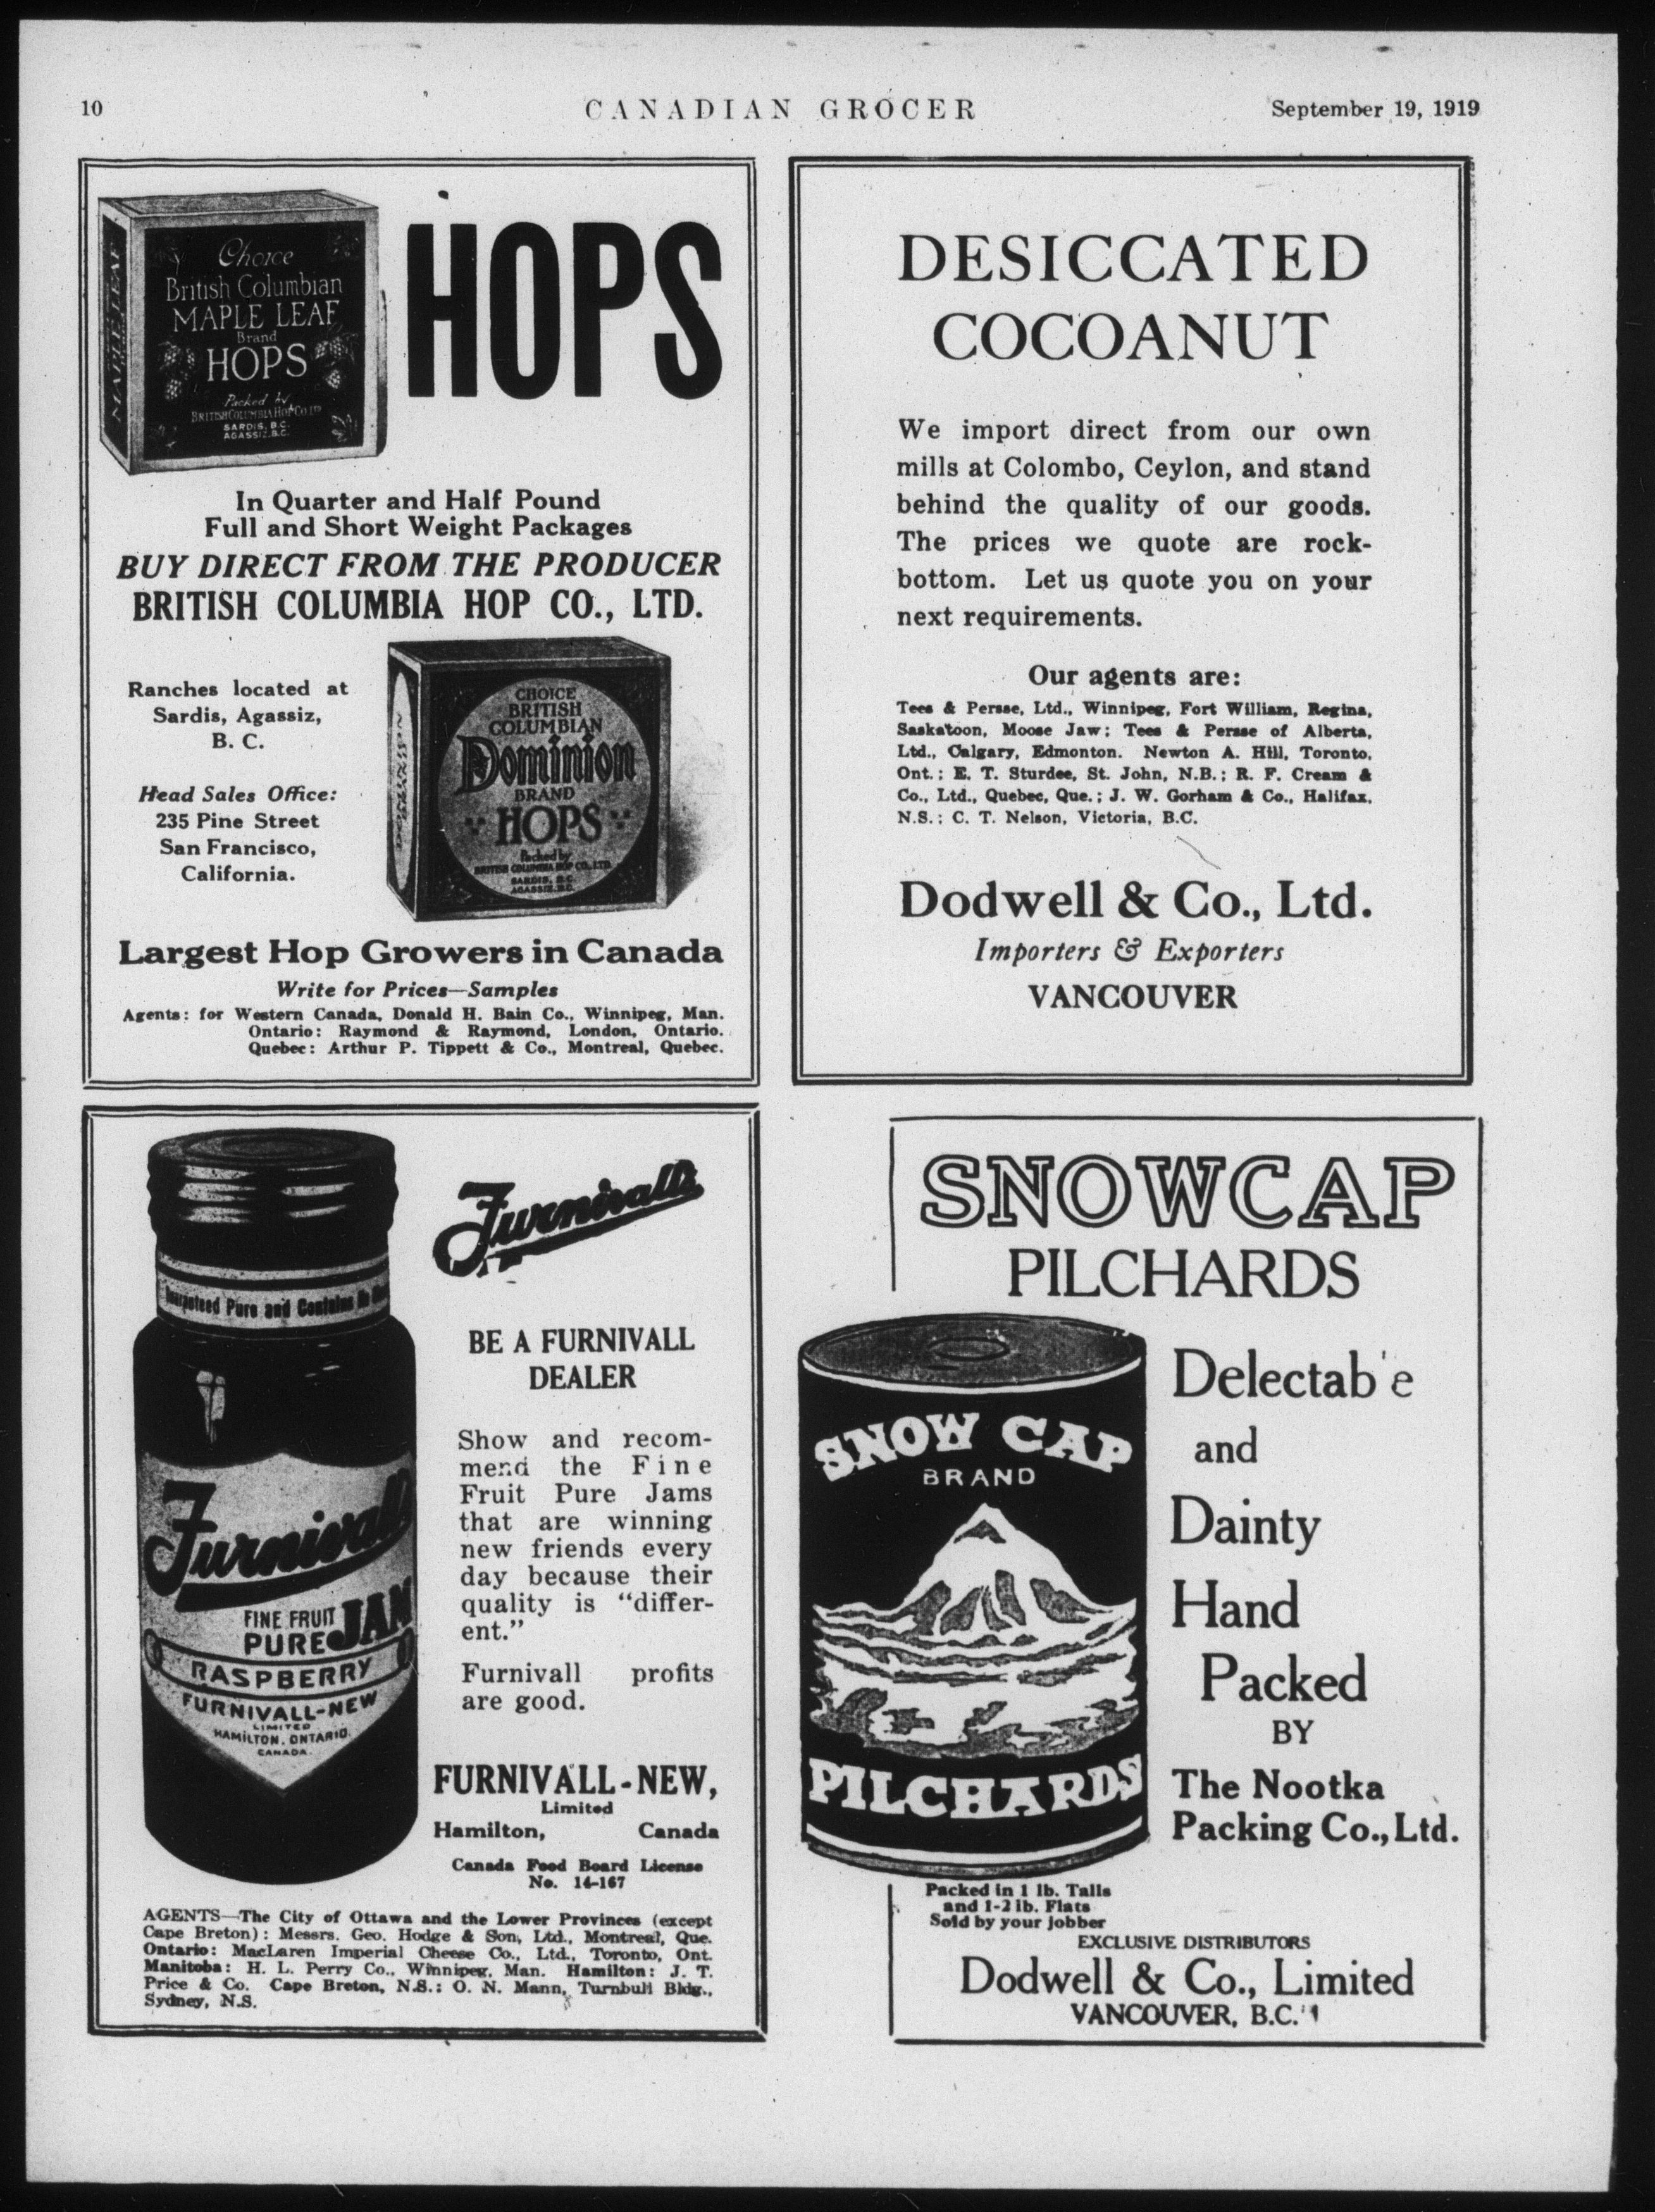 10
CANADIAN GROCER
September 19, 1919
MAPLE LEAF
Choice
British Columbian
MAPLE LEAF
Brand
HOPS
Packed by
BRITISH COLUMBIA HOP CO. LTD
SARDIS, B.C.
AGASSIZ, B.C.
HOPS
In Quarter and Half Pound
Full and Short Weight Packages
BUY DIRECT FROM THE PRODUCER
BRITISH COLUMBIA HOP CO., LTD.
Ranches located at
Sardis, Agassiz,
B. C.
Head Sales Office:
235 Pine Street
San Francisco,
California.
CHOICE
BRITISH
COLUMBIAN
Dominion
BRAND
HOPS
Packed by
BRITISH COLUMBIA HOP CO., LTD.
SARDIS, B.C.
AGASSIZ, B.C.
Largest Hop Growers in Canada
Write for Prices—Samples
Agents: for Western Canada, Donald H. Bain Co., Winnipeg, Man.
Ontario: Raymond & Raymond, London, Ontario.
Quebec: Arthur P. Tippett & Co., Montreal, Quebec.
DESICCATED
COCOANUT
We import direct from our own
mills at Colombo, Ceylon, and stand
behind the quality of our goods.
The prices we quote are rock-
bottom. Let us quote you on your
next requirements.
Our agents are:
Tees & Persse, Ltd., Winnipeg, Fort William, Regina,
Saskatoon, Moose Jaw; Tees & Persse of Alberta,
Ltd., Calgary, Edmonton. Newton A. Hill, Toronto,
Ont.; E. T. Sturdee, St. John, N.B.; R. F. Cream &
Co., Ltd., Quebec, Que.; J. W. Gorham & Co., Halifax,
N.S.; C. T. Nelson, Victoria, B.C.
Dodwell & Co., Ltd.
Importers & Exporters
VANCOUVER
Guaranteed Pure and Contains No
Furnivall's
FINE FRUIT
PURE JAM
RASPBERRY
FURNIVALL-NEW
LIMITED
HAMILTON, ONTARIO.
CANADA.
Furnivall's
BE A FURNIVALL
DEALER
Show and recom-
mend the Fine
Fruit Pure Jams
that are winning
new friends every
day because their
quality is "differ-
ent."
Furnivall profits
are good.
FURNIVALL-NEW,
Limited
Hamilton, Canada
Canada Food Board License
No. 14-167
AGENTS—The City of Ottawa and the Lower Provinces (except
Cape Breton): Messrs. Geo. Hodge & Son, Ltd., Montreal, Que.
Ontario: MacLaren Imperial Cheese Co., Ltd., Toronto, Ont.
Manitoba: H. L. Perry Co., Winnipeg, Man. Hamilton: J. T.
Price & Co. Cape Breton, N.S.: O. N. Mann, Turnbull Bldg.,
Sydney, N.S.
SNOWCAP
PILCHARDS
SNOW CAP
BRAND
PILCHARDS
Delectab'e
and
Dainty
Hand
Packed
BY
The Nootka
Packing Co., Ltd.
Packed in 1 lb. Talls
and 1-2 lb. Flats
Sold by your Jobber
EXCLUSIVE DISTRIBUTORS
Dodwell & Co., Limited
VANCOUVER, B.C.